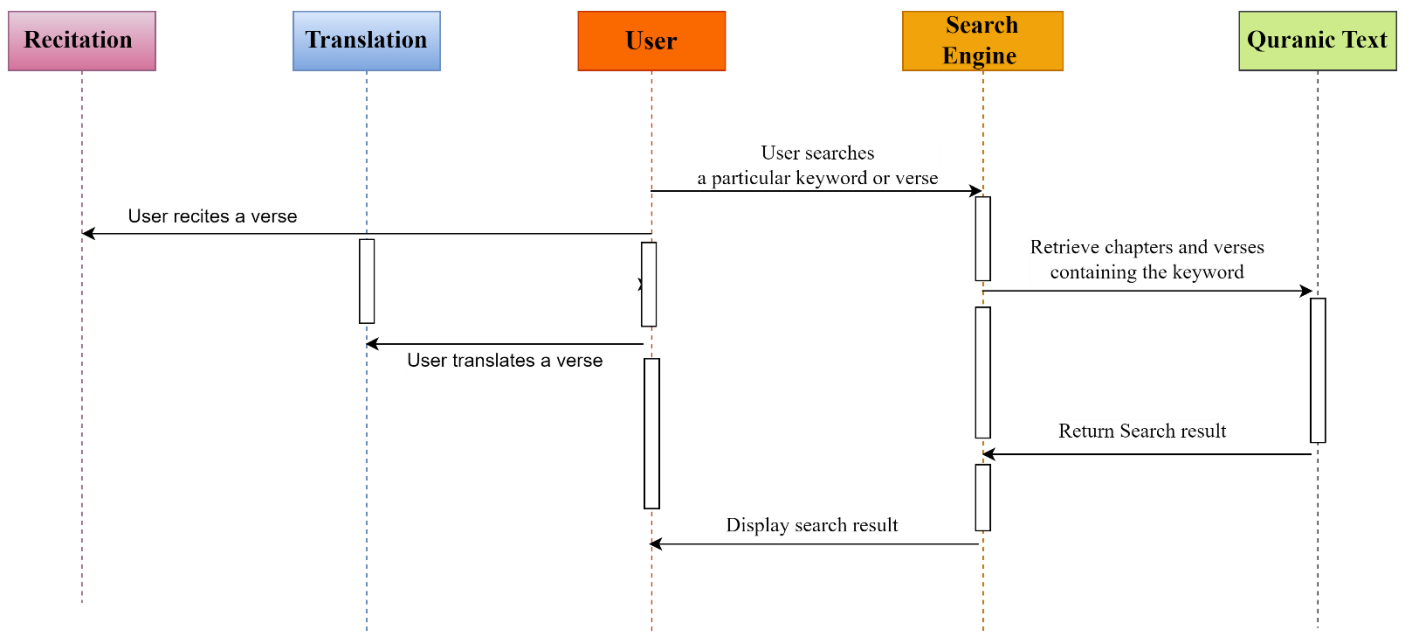 Recitation
Translation
User
Search
Engine
Quranic Text
User searches
a particular keyword or verse
User recites a verse
Retrieve chapters and verses
containing the keyword
User translates a verse
Return Search result
Display search result